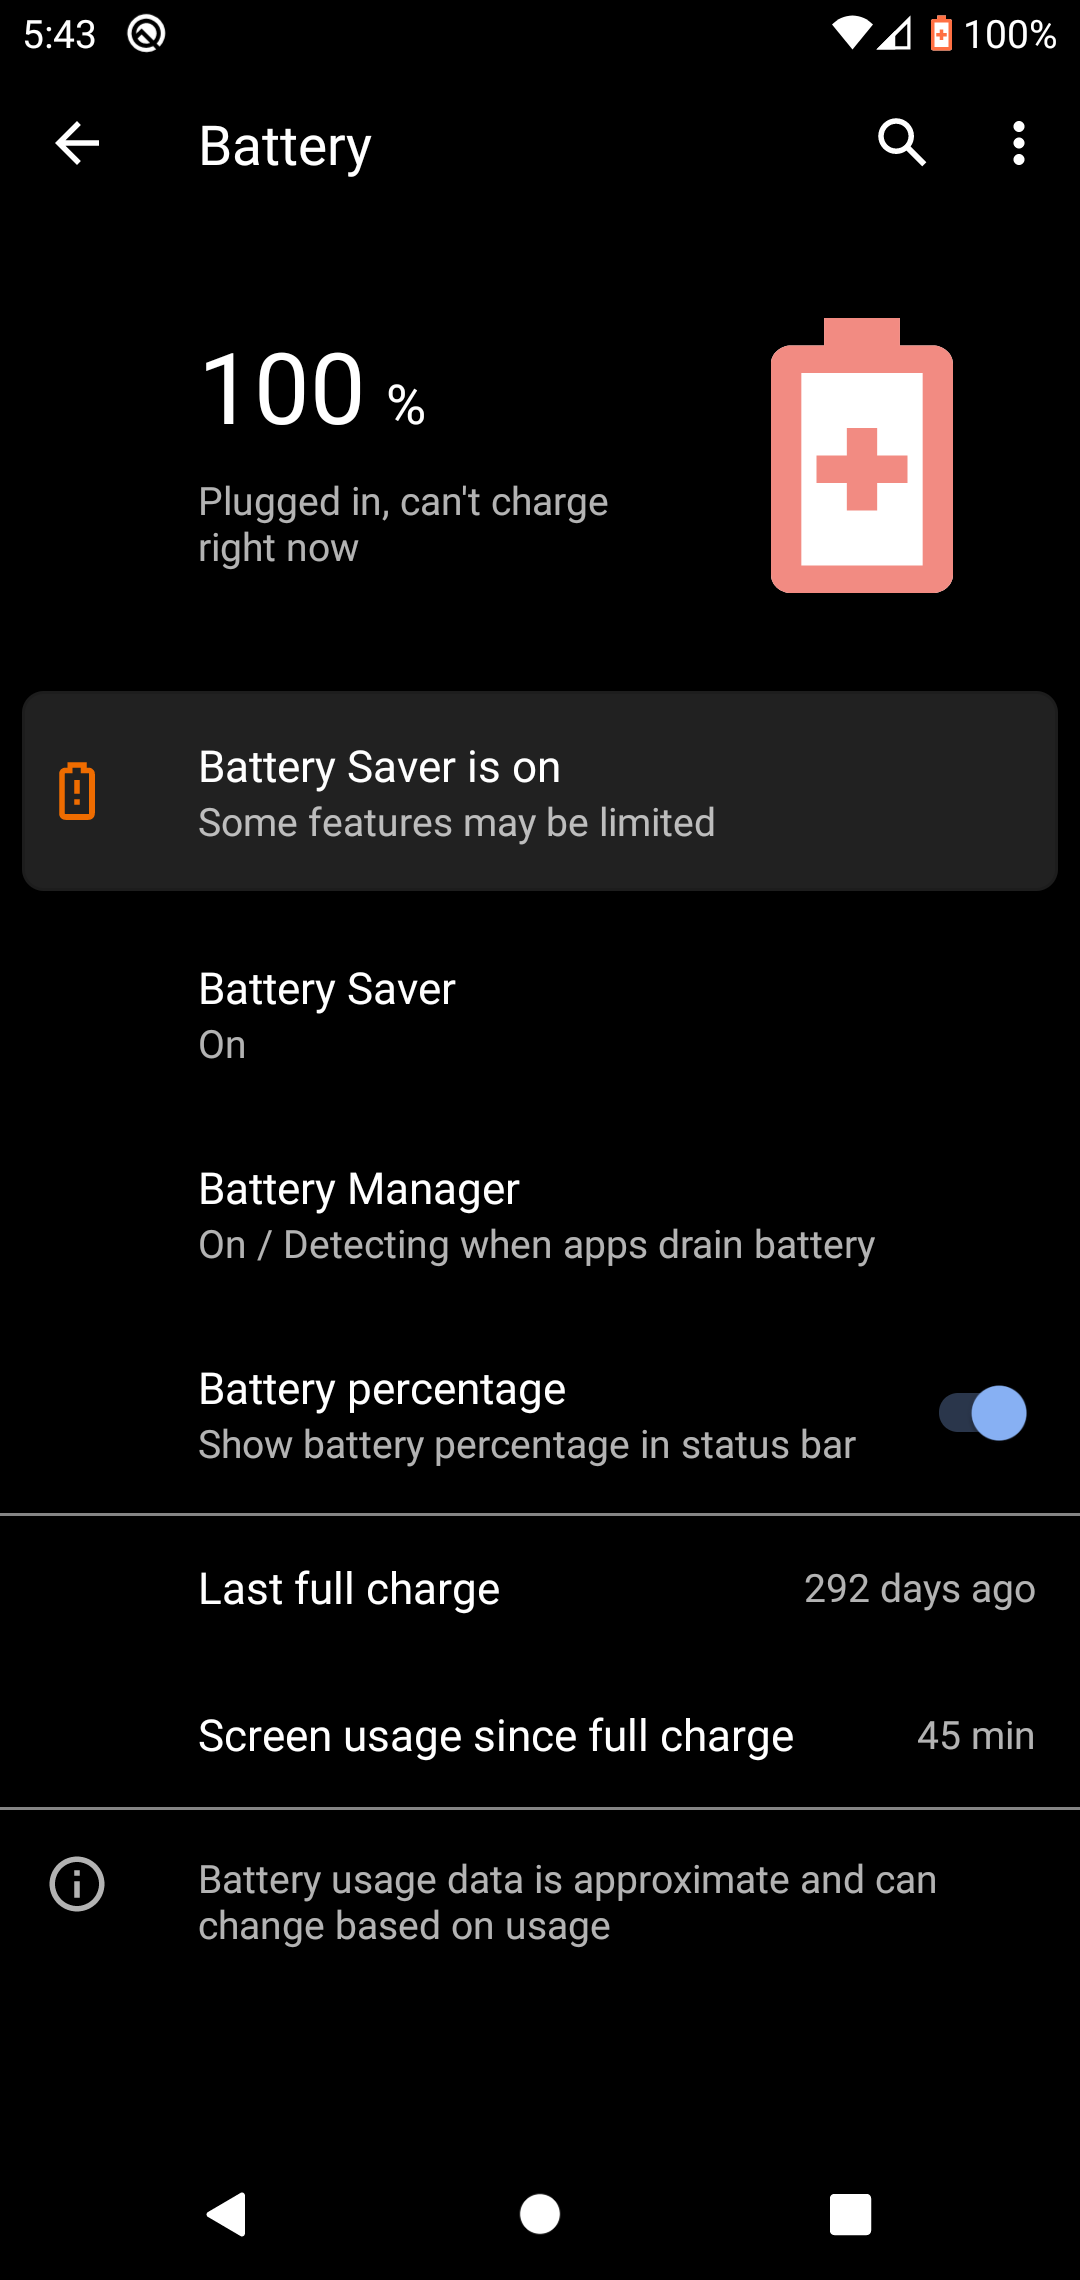 5:43
100%
Battery
100 %
Plugged in, can't charge
right now
Battery Saver is on
Some features may be limited
Battery Saver
On
Battery Manager
On / Detecting when apps drain battery
Battery percentage
Show battery percentage in status bar
Last full charge
292 days ago
Screen usage since full charge
45 min
Battery usage data is approximate and can
change based on usage